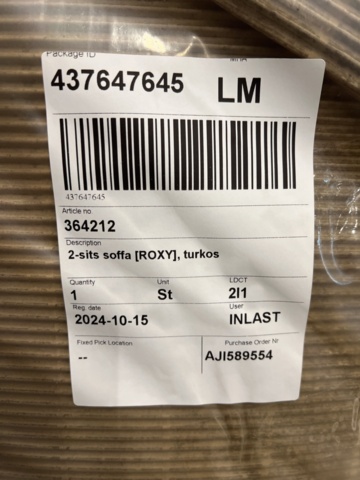 Package ID
437647645 LM
437647645
Article no
364212
Description
2-sits soffa [ROXY], turkos
Quantity Unit LDCT
1 St 2I1
Reg. date User
2024-10-15 INLAST
Fixed Pick Location Purchase Order Nr
-- AJI589554